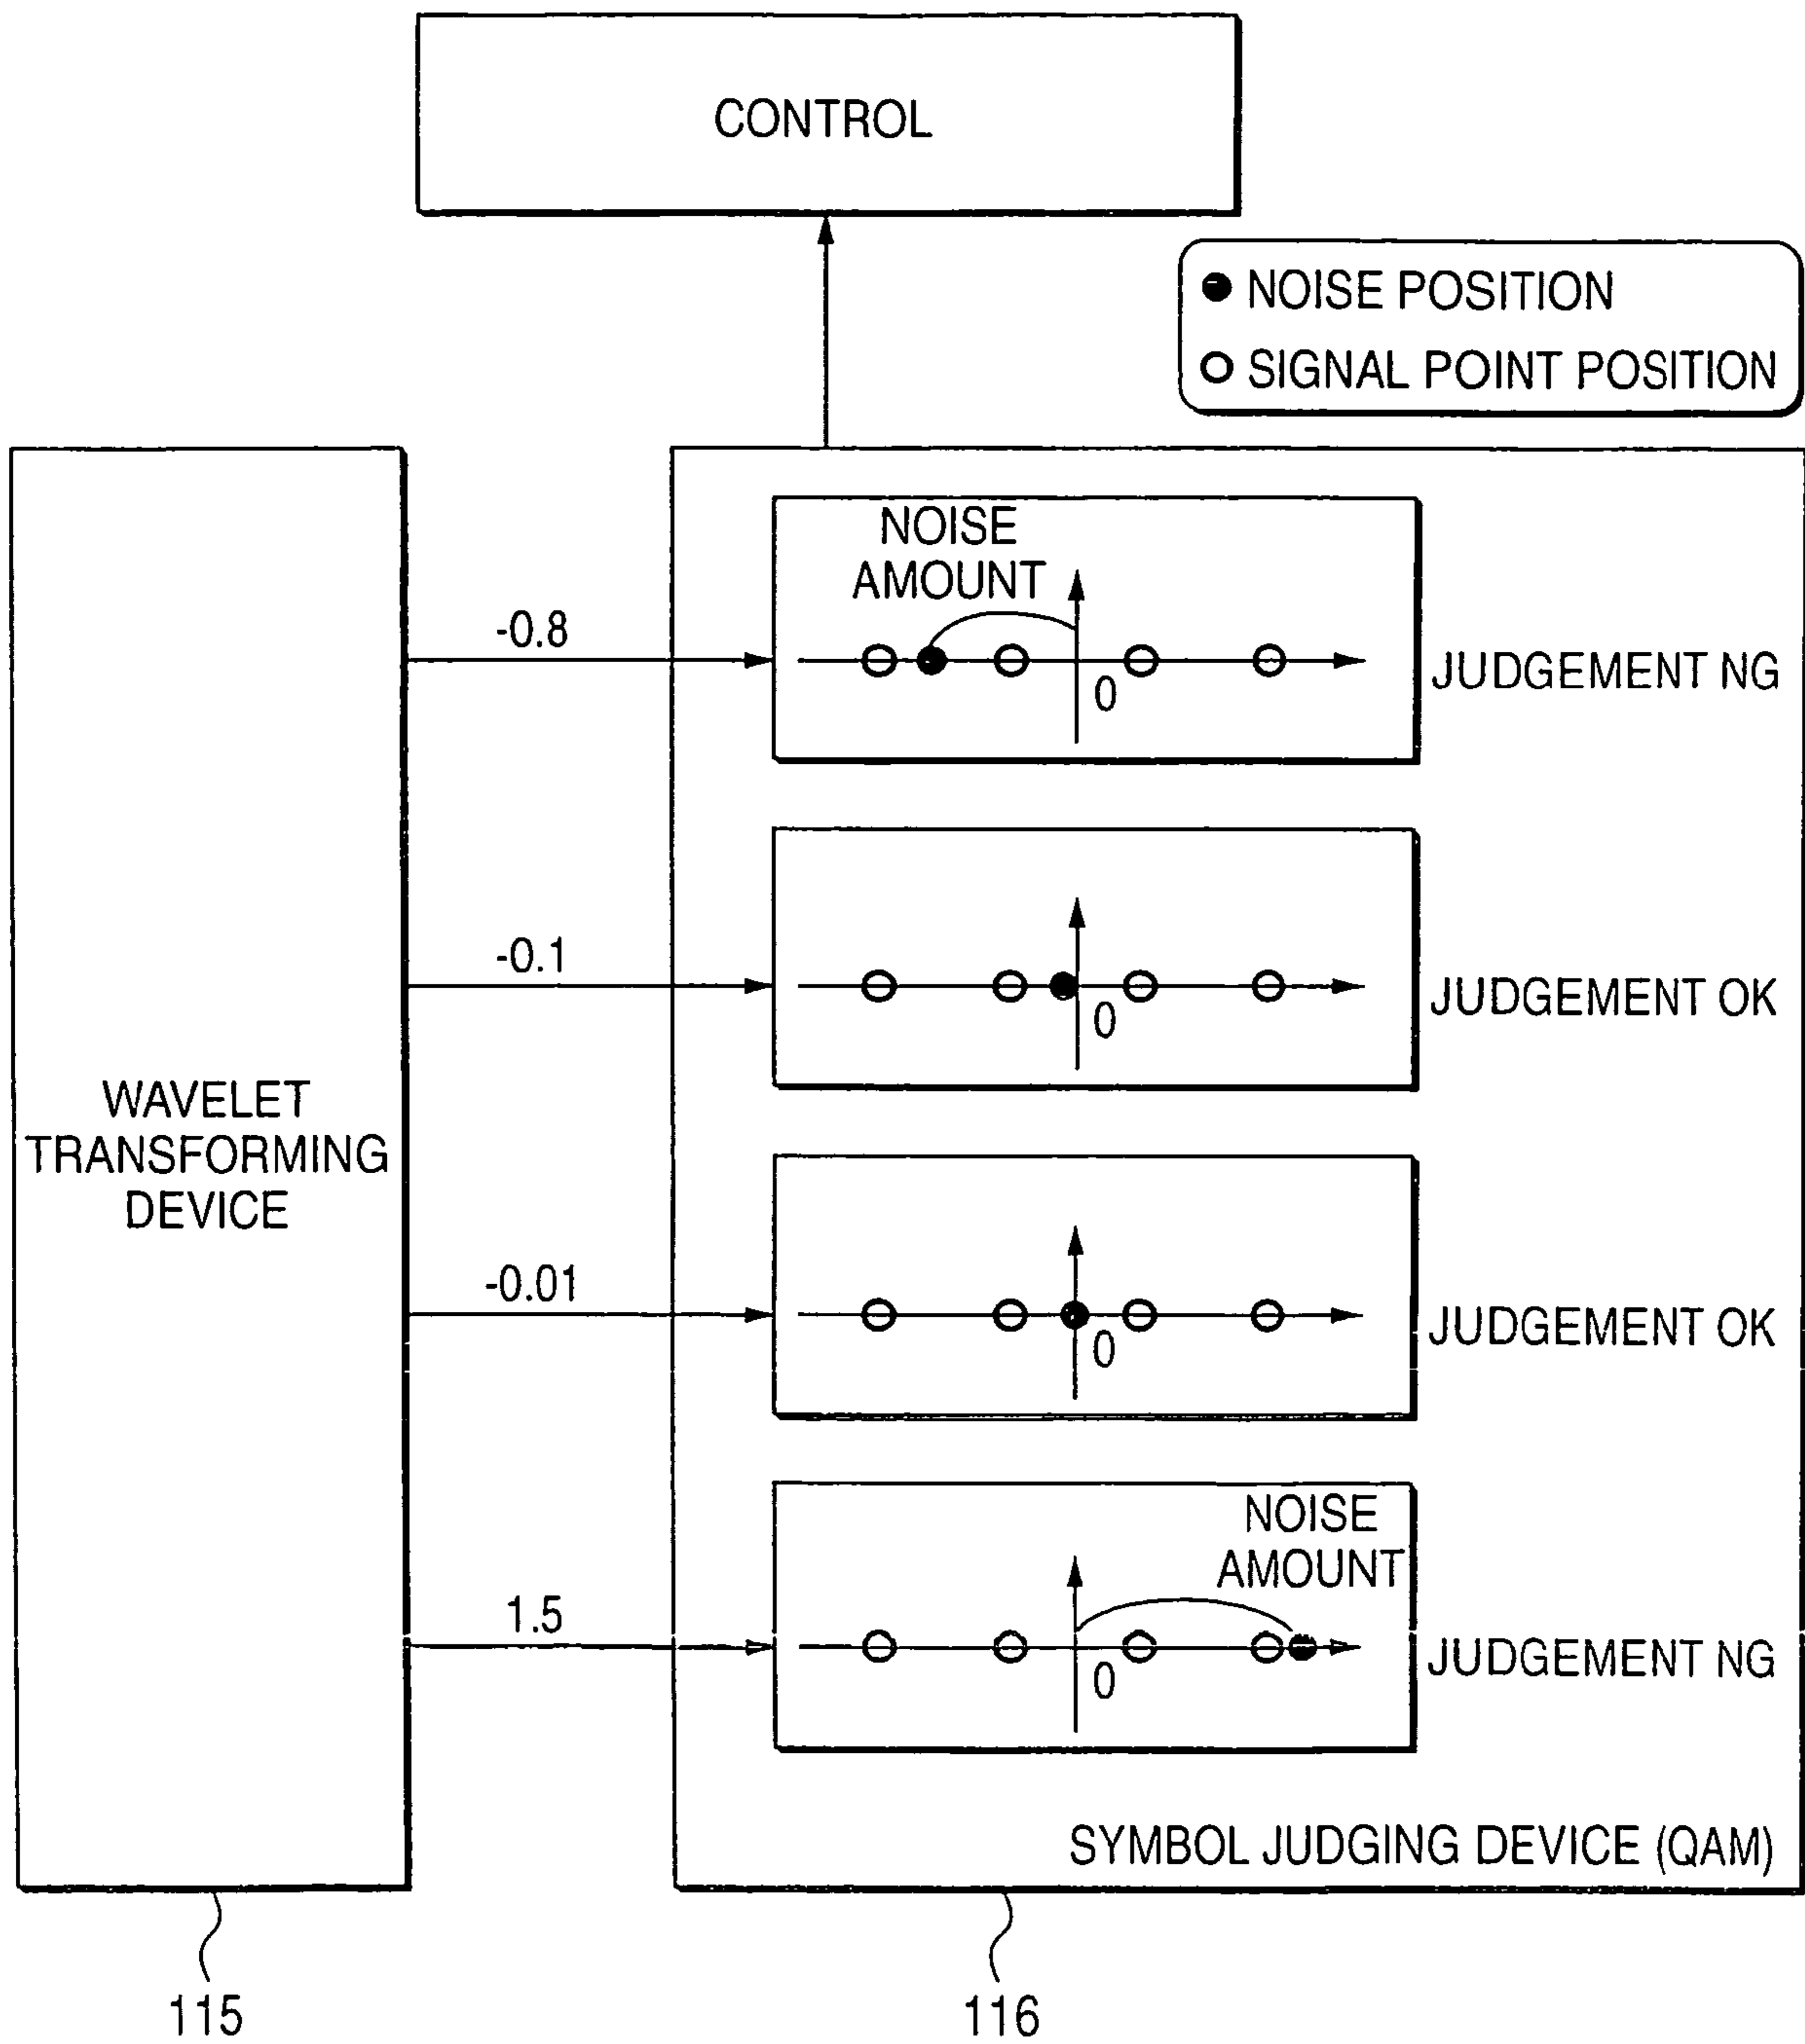 CONTROL
NOISE POSITION
SIGNAL POINT POSITION
NOISE
AMOUNT
-0.8
0
JUDGEMENT NG
-0.1
0
JUDGEMENT OK
WAVELET
TRANSFORMING
DEVICE
-0.01
0
JUDGEMENT OK
NOISE
AMOUNT
1.5
0
JUDGEMENT NG
SYMBOL JUDGING DEVICE (QAM)
115
116